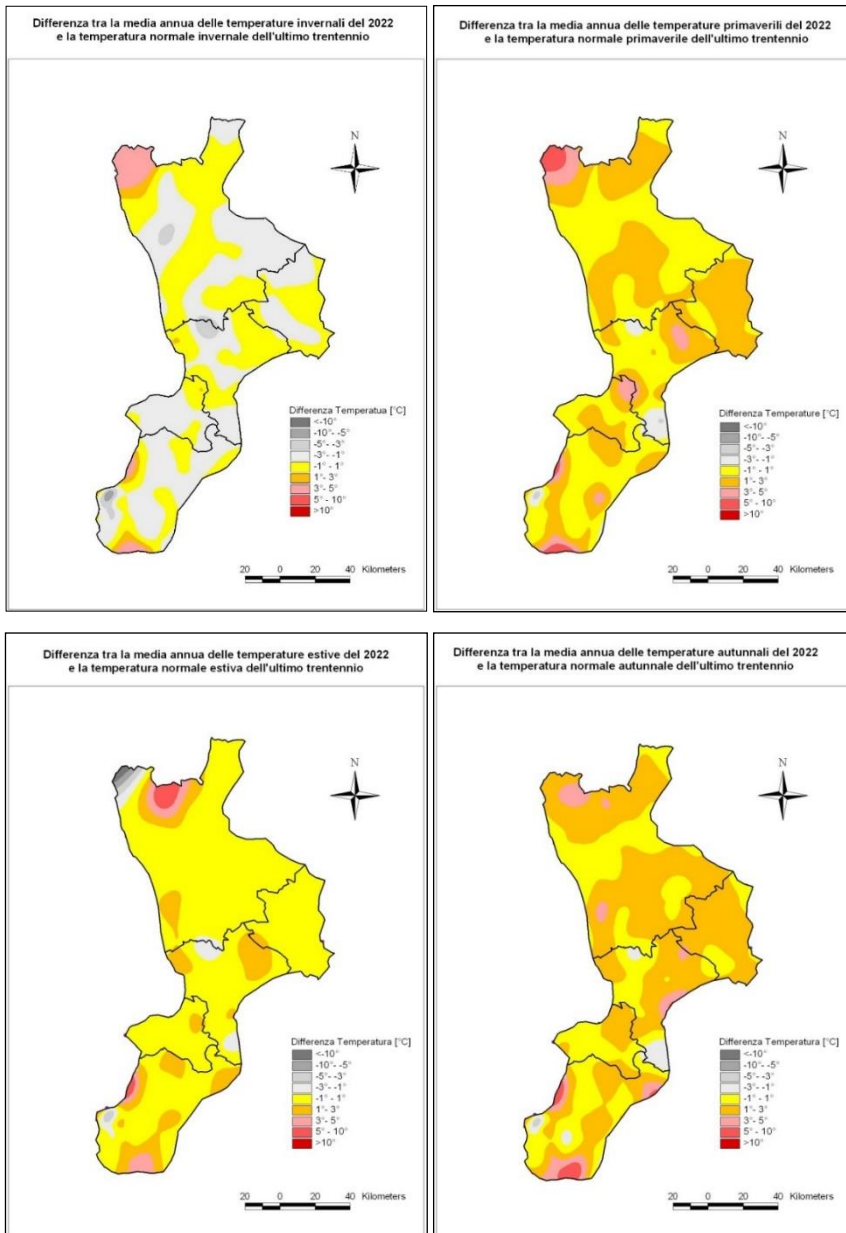 Differenza tra la media annua delle temperature invernali del 2022
e la temperatura normale invernale dell'ultimo trentennio
N
Differenza Temperatua [°C]
<-10°
-10°- -5°
-5°- -3°
-3°- -1°
-1°- 1°
1°- 3°
3°- 5°
5° - 10°
>10°
20 0 20 40 Kilometers
Differenza tra la media annua delle temperature primaverili del 2022
e la temperatura normale primaverile dell'ultimo trentennio
N
Differenza Temperature [°C]
<-10°
-10°- -5°
-5°- -3°
-3°- -1°
-1°- 1°
1°- 3°
3°- 5°
5° - 10°
>10°
20 0 20 40 Kilometers
Differenza tra la media annua delle temperature estive del 2022
e la temperatura normale estiva dell'ultimo trentennio
N
Differenza Temperatura [°C]
<-10°
-10°- -5°
-5°- -3°
-3°- -1°
-1°- 1°
1°- 3°
3°- 5°
5° - 10°
>10°
20 0 20 40 Kilometers
Differenza tra la media annua delle temperature autunnali del 2022
e la temperatura normale autunnale dell'ultimo trentennio
N
Differenza Temperatura [°C]
<-10°
-10°- -5°
-5°- -3°
-3°- -1°
-1°- 1°
1°- 3°
3°- 5°
5° - 10°
>10°
20 0 20 40 Kilometers